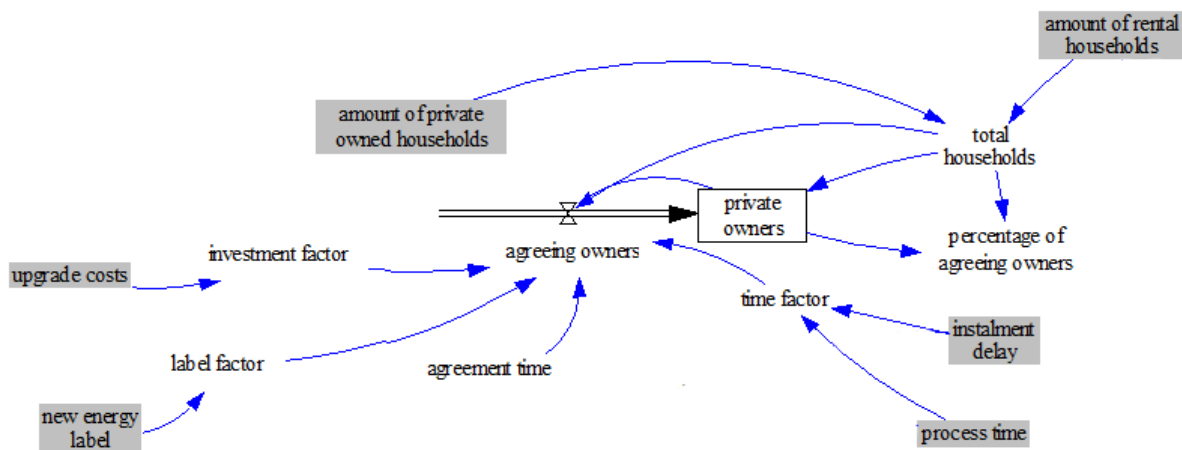 amount of rental
households
amount of private
owned households
total
households
private
owners
percentage of
agreeing owners
agreeing owners
investment factor
upgrade costs
time factor
instalment
delay
label factor
agreement time
new energy
label
process time